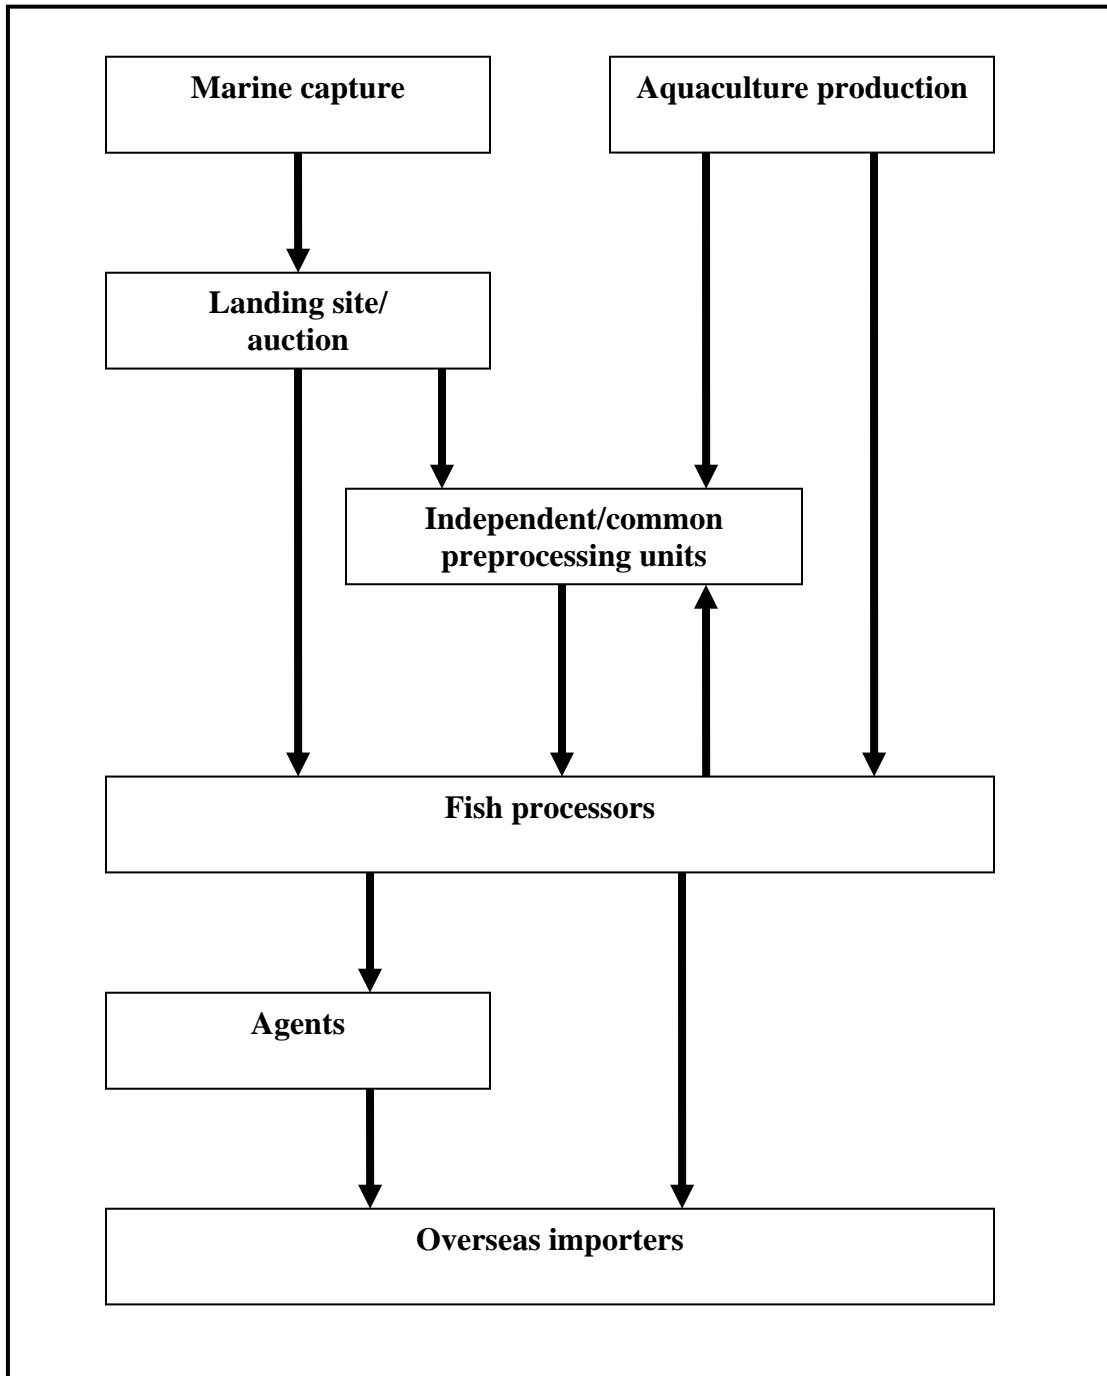 Marine capture
Aquaculture production
Landing site/
auction
Independent/common
preprocessing units
Fish processors
Agents
Overseas importers